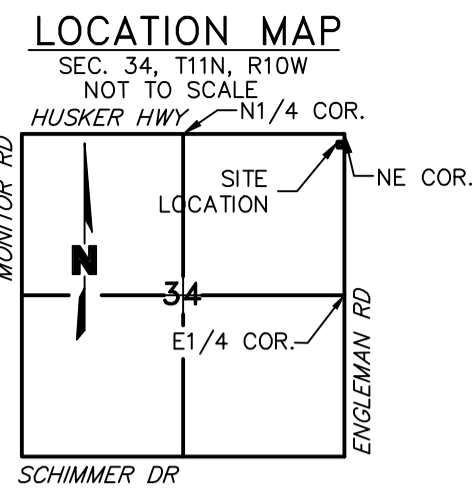 LOCATION MAP
SEC. 34, T11N, R10W
NOT TO SCALE
HUSKER HWY
N1/4 COR.
MONITOR RD
SITE
LOCATION
NE COR.
N
34
E1/4 COR.
ENGLEMAN RD
SCHIMMER DR